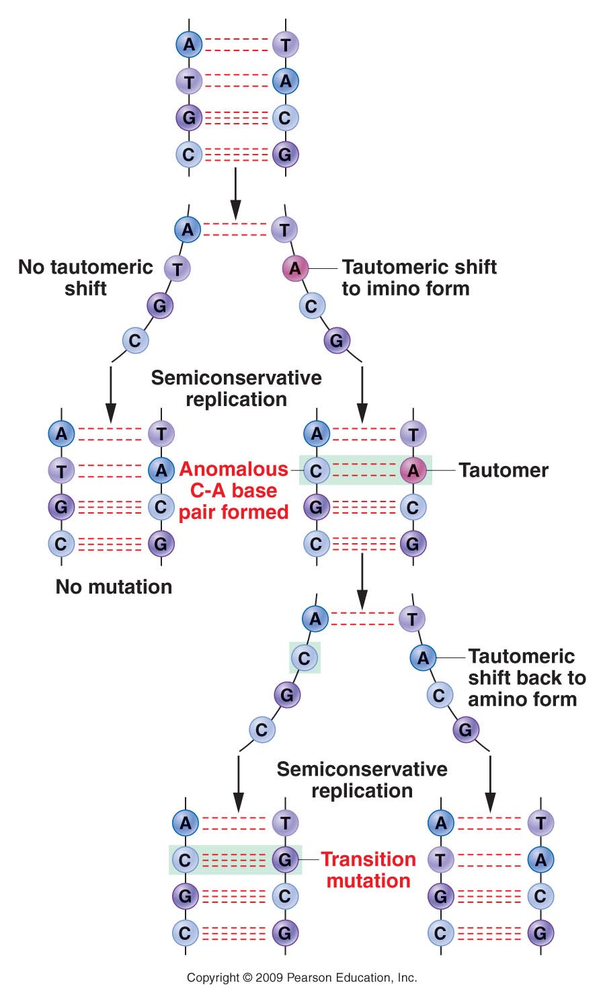 A T
T A
G C
C G
A T
No tautomeric
shift
T A
Tautomeric shift
to imino form
G C
C G
Semiconservative
replication
A T A T
T A
Anomalous
C-A base
pair formed
C A
Tautomer
G C G C
C G C G
No mutation
A T
C A
Tautomeric
shift back to
amino form
G C
C G
Semiconservative
replication
A T A T
C G
Transition
mutation
T A
G C G C
C G C G
Copyright © 2009 Pearson Education, Inc.